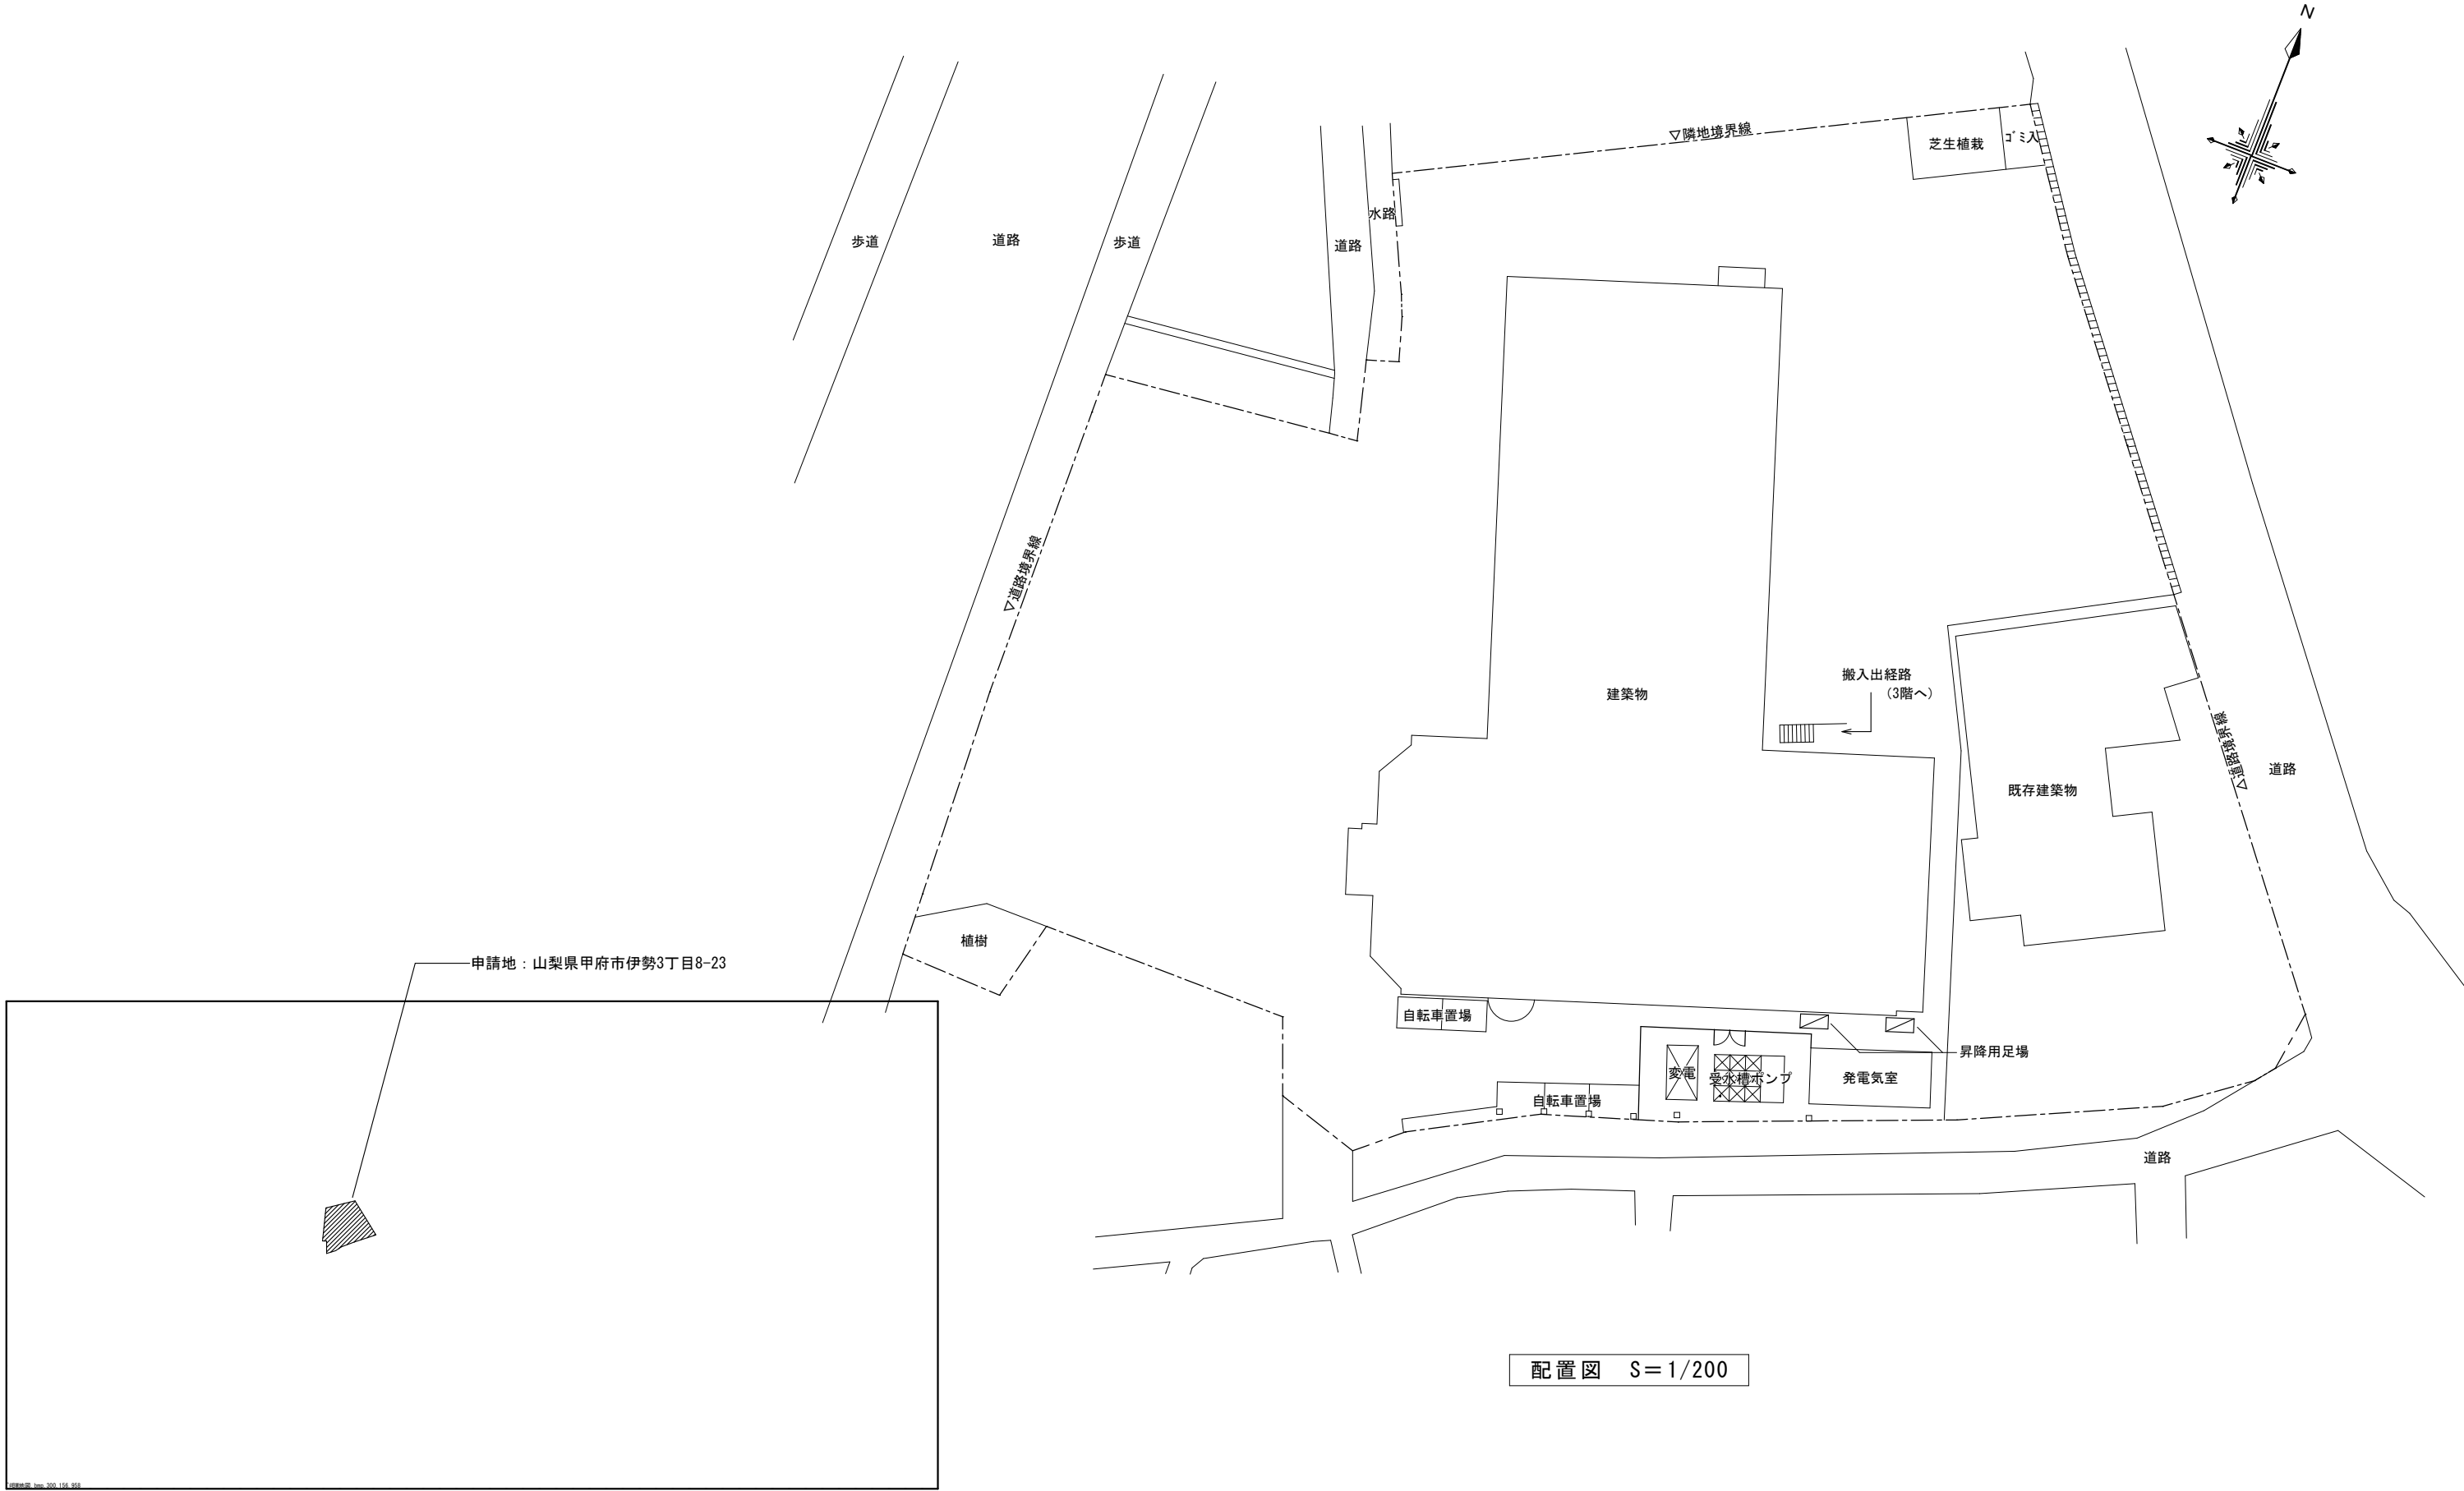 N
▽隣地境界線
芝生植栽
ゴミ入
水路
歩道
道路
歩道
道路
▽道路境界線
搬入出経路
(3階へ)
建築物
▽道路境界線
道路
既存建築物
植樹
申請地：山梨県甲府市伊勢3丁目8-23
自転車置場
昇降用足場
変電
受水槽ポンプ
発電気室
自転車置場
道路
配置図　S＝1/200